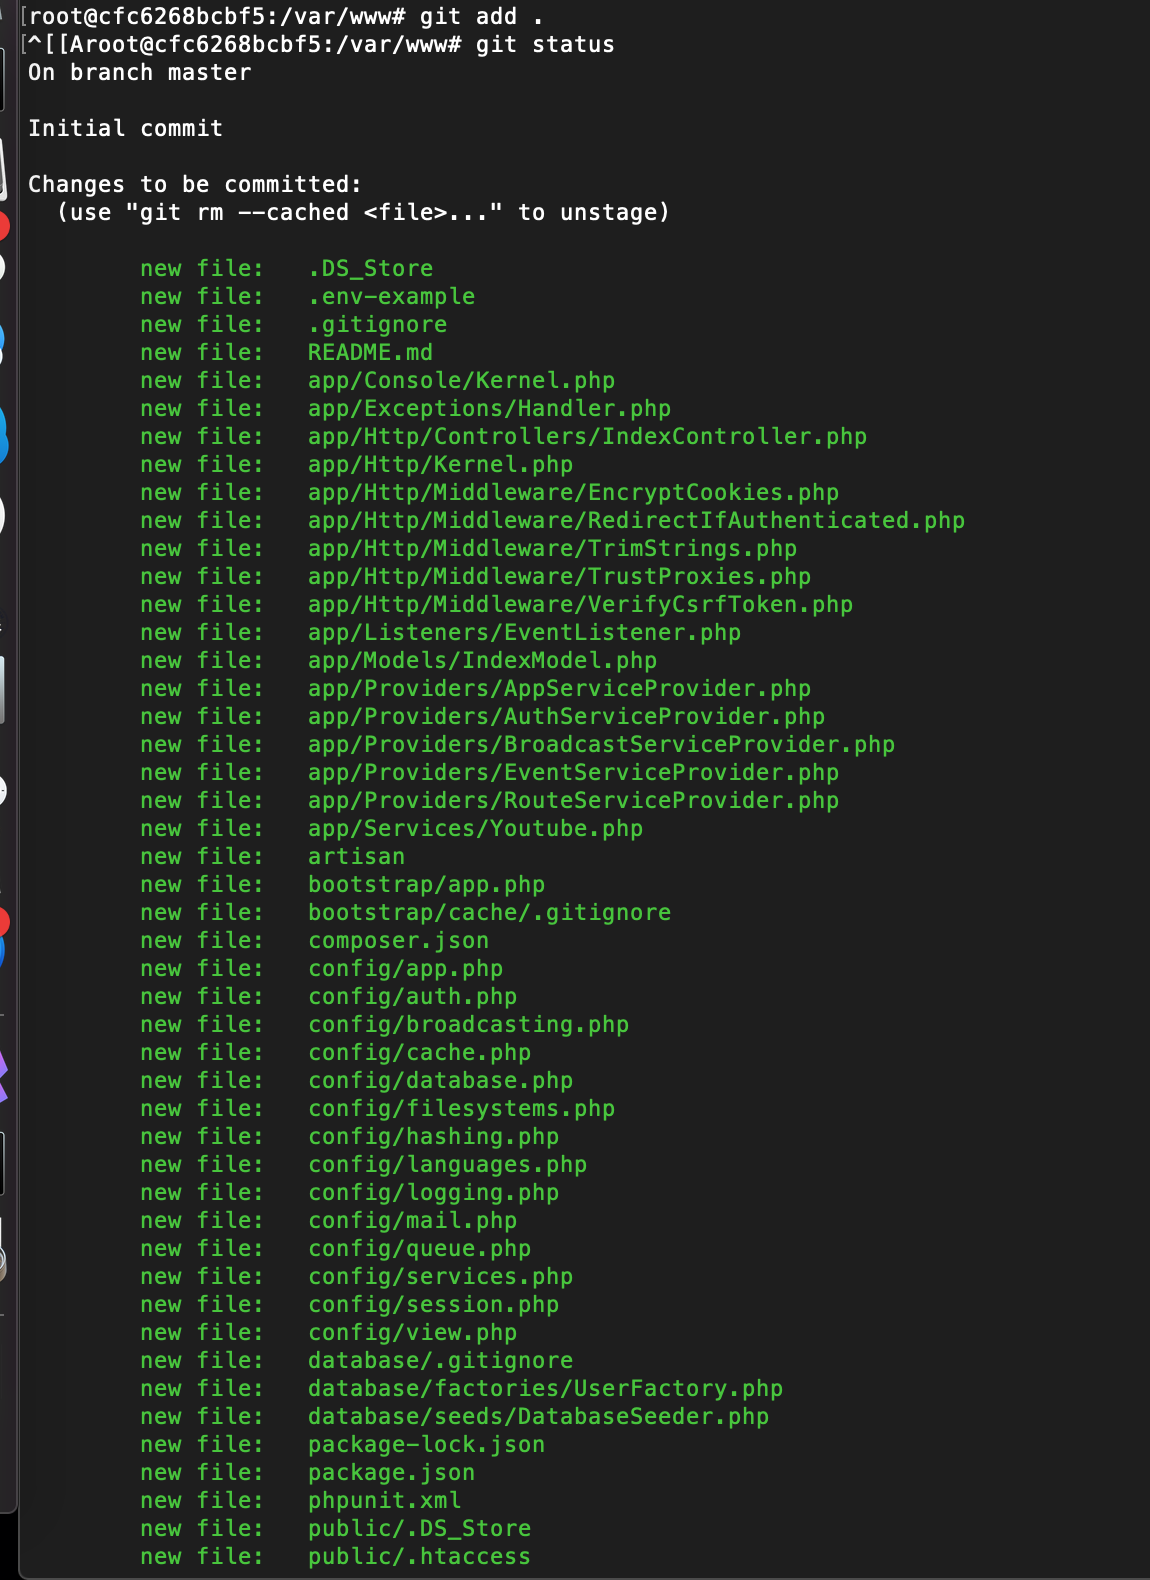 [root@cfc6268bcbf5:/var/www# git add .
[^[[Aroot@cfc6268bcbf5:/var/www# git status
On branch master
Initial commit
Changes to be committed:
  (use "git rm --cached <file>..." to unstage)
        new file:   .DS_Store
        new file:   .env-example
        new file:   .gitignore
        new file:   README.md
        new file:   app/Console/Kernel.php
        new file:   app/Exceptions/Handler.php
        new file:   app/Http/Controllers/IndexController.php
        new file:   app/Http/Kernel.php
        new file:   app/Http/Middleware/EncryptCookies.php
        new file:   app/Http/Middleware/RedirectIfAuthenticated.php
        new file:   app/Http/Middleware/TrimStrings.php
        new file:   app/Http/Middleware/TrustProxies.php
        new file:   app/Http/Middleware/VerifyCsrfToken.php
        new file:   app/Listeners/EventListener.php
        new file:   app/Models/IndexModel.php
        new file:   app/Providers/AppServiceProvider.php
        new file:   app/Providers/AuthServiceProvider.php
        new file:   app/Providers/BroadcastServiceProvider.php
        new file:   app/Providers/EventServiceProvider.php
        new file:   app/Providers/RouteServiceProvider.php
        new file:   app/Services/Youtube.php
        new file:   artisan
        new file:   bootstrap/app.php
        new file:   bootstrap/cache/.gitignore
        new file:   composer.json
        new file:   config/app.php
        new file:   config/auth.php
        new file:   config/broadcasting.php
        new file:   config/cache.php
        new file:   config/database.php
        new file:   config/filesystems.php
        new file:   config/hashing.php
        new file:   config/languages.php
        new file:   config/logging.php
        new file:   config/mail.php
        new file:   config/queue.php
        new file:   config/services.php
        new file:   config/session.php
        new file:   config/view.php
        new file:   database/.gitignore
        new file:   database/factories/UserFactory.php
        new file:   database/seeds/DatabaseSeeder.php
        new file:   package-lock.json
        new file:   package.json
        new file:   phpunit.xml
        new file:   public/.DS_Store
        new file:   public/.htaccess